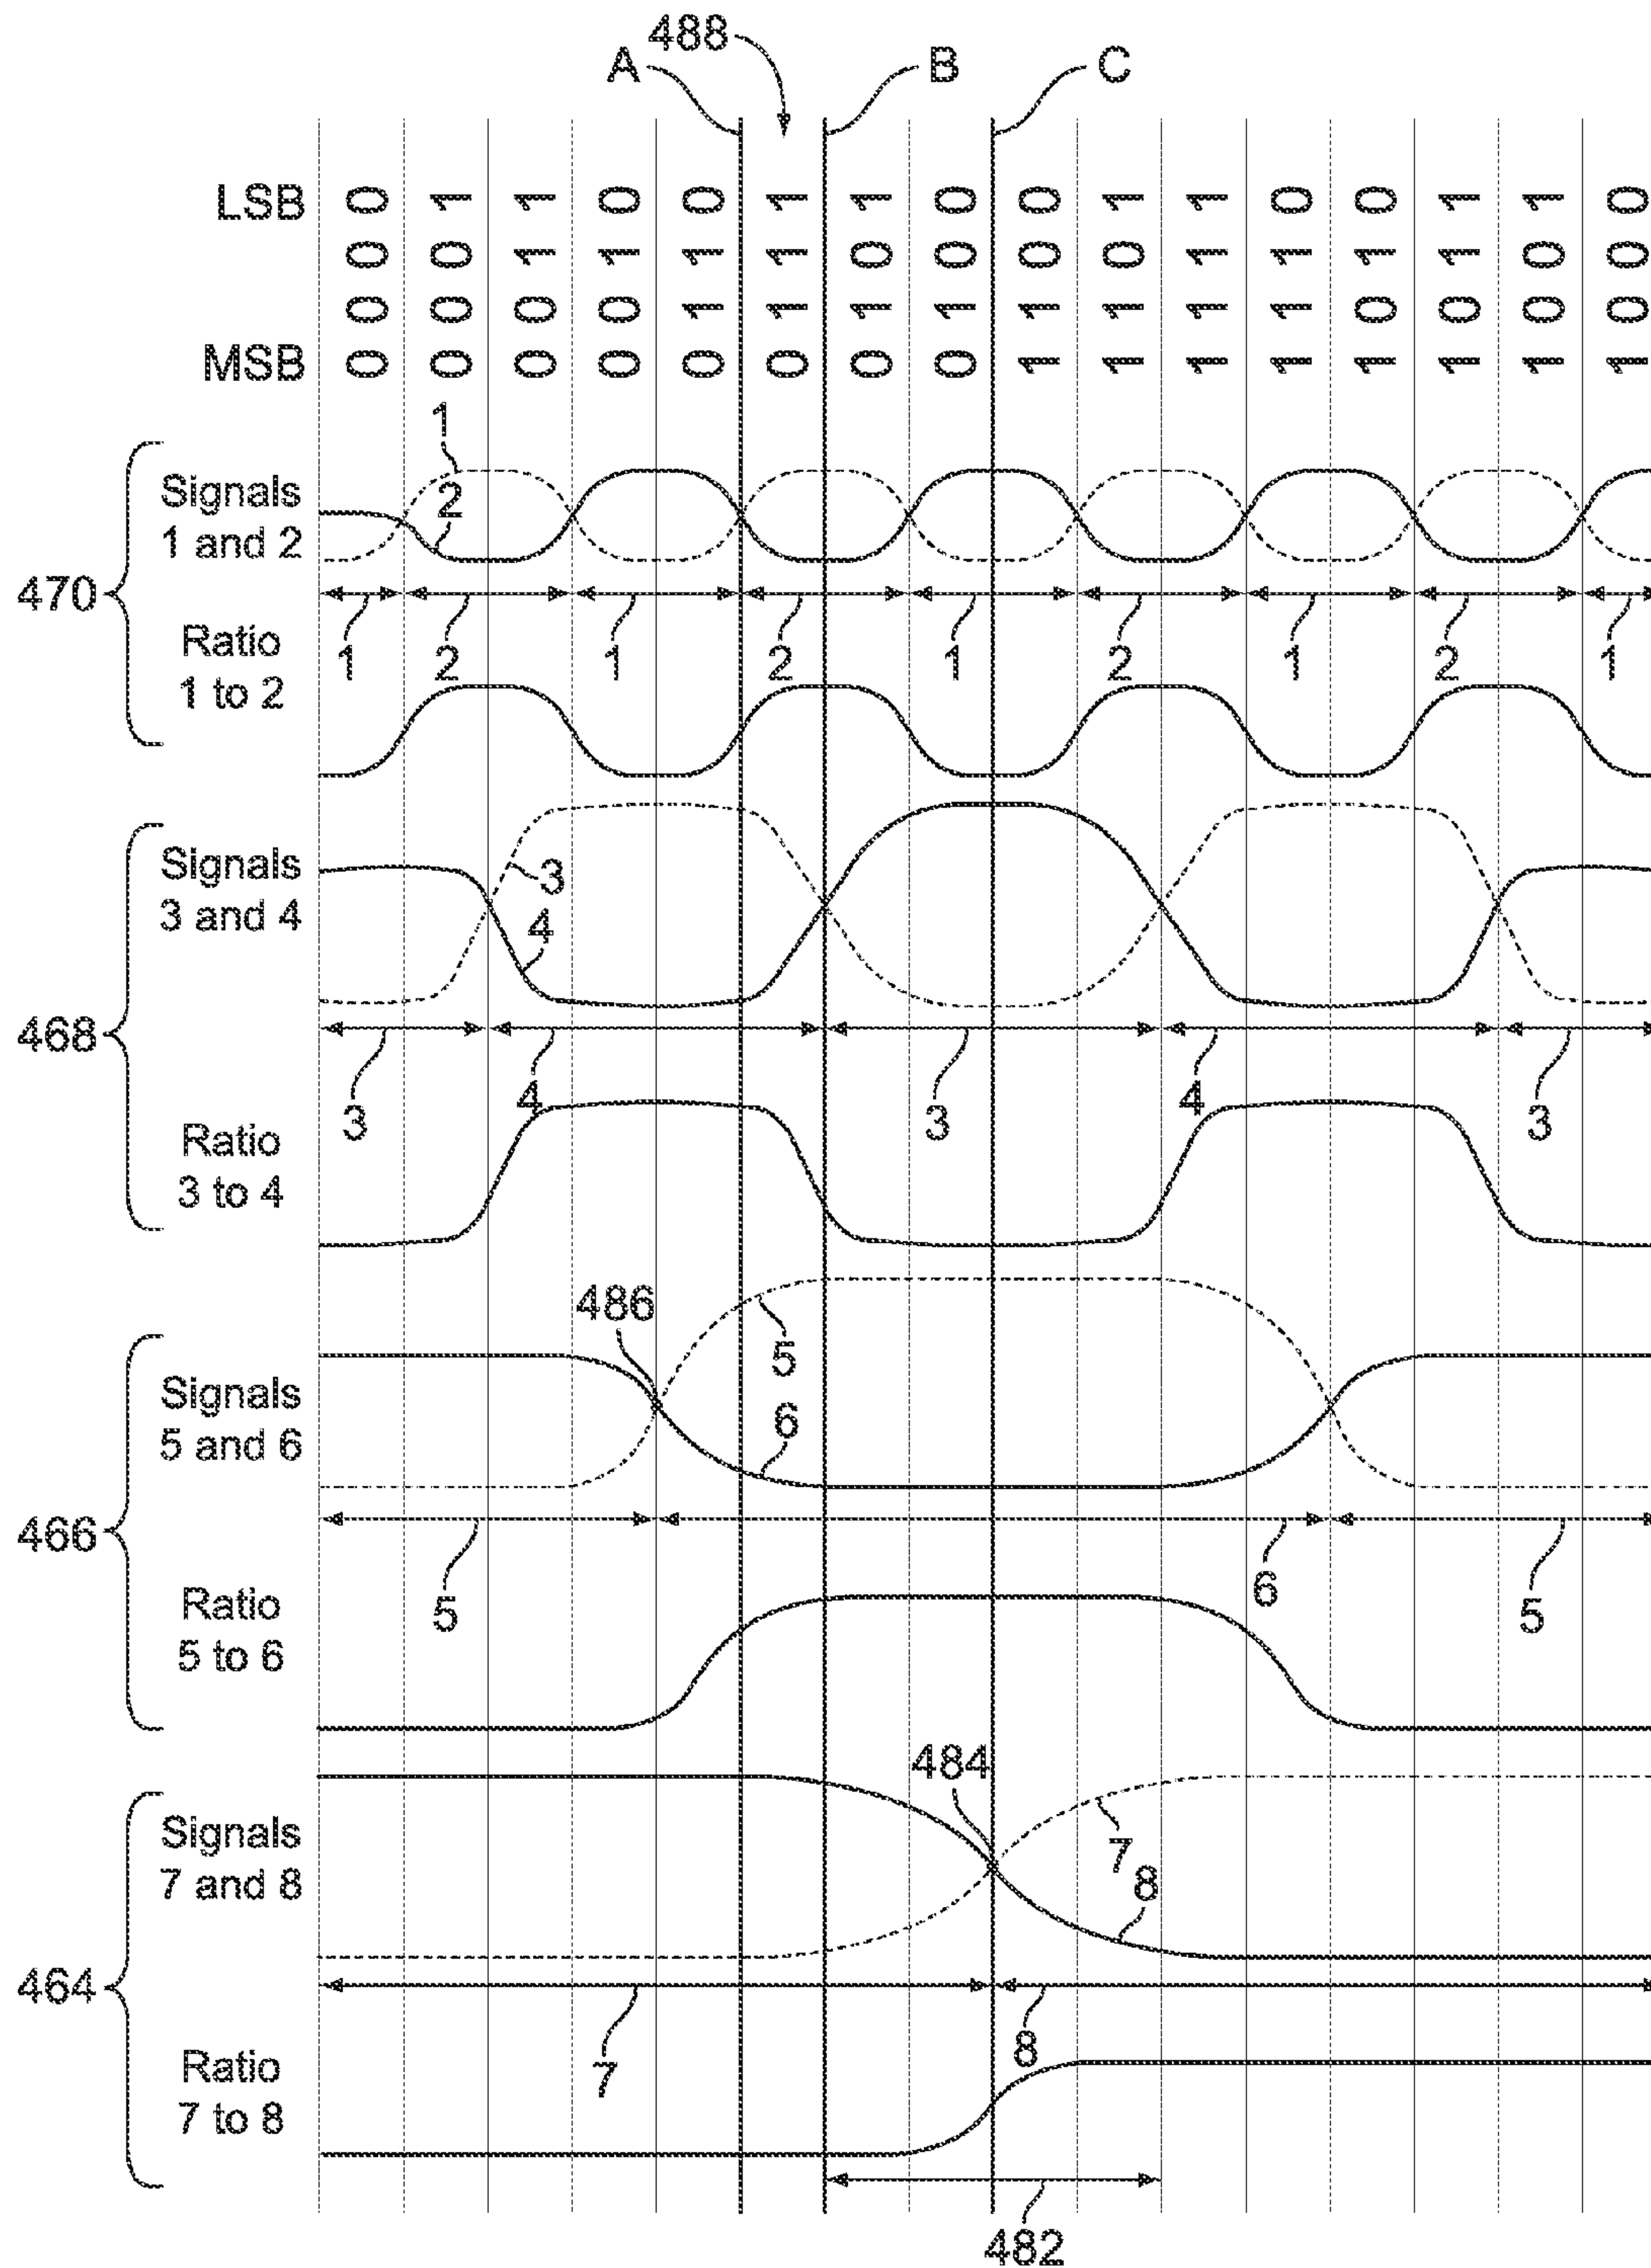 488
A
B
C
LSB 0 1 1 0 0 1 1 0 0 1 1 0 0 1 1 0
0 0 1 1 1 1 0 0 0 0 1 1 1 1 0 0
0 0 0 0 1 1 1 1 1 1 1 1 0 0 0 0
MSB 0 0 0 0 0 0 0 0 1 1 1 1 1 1 1 1
1
2
Signals
1 and 2
470
1 2 1 2 1 2 1 2 1
Ratio
1 to 2
Signals
3 and 4
3
4
468
3 4 3 4 3
Ratio
3 to 4
486
5
6
Signals
5 and 6
466
5 6 5
Ratio
5 to 6
484
Signals
7 and 8
7
8
464
7 8
Ratio
7 to 8
482